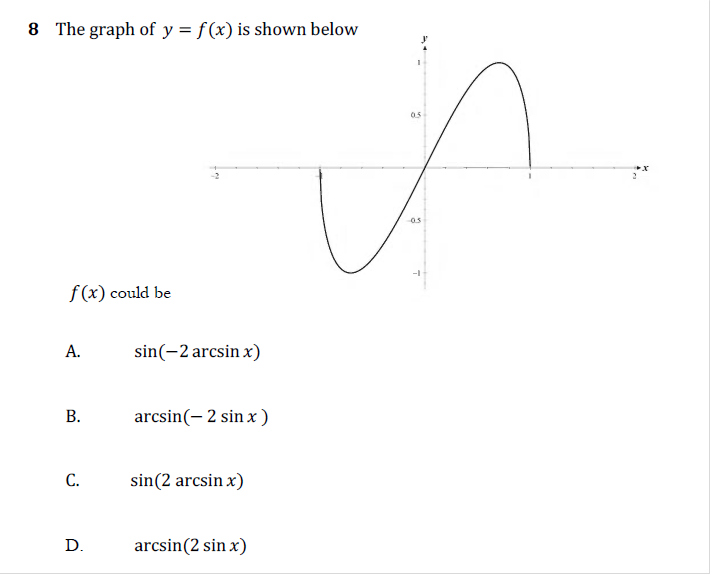 8 The graph of y = f(x) is shown below
y
1
0.5
-2
1
2
x
-0.5
-1
f(x) could be
A. sin(−2 arcsin x)
B. arcsin(− 2 sin x )
C. sin(2 arcsin x)
D. arcsin(2 sin x)